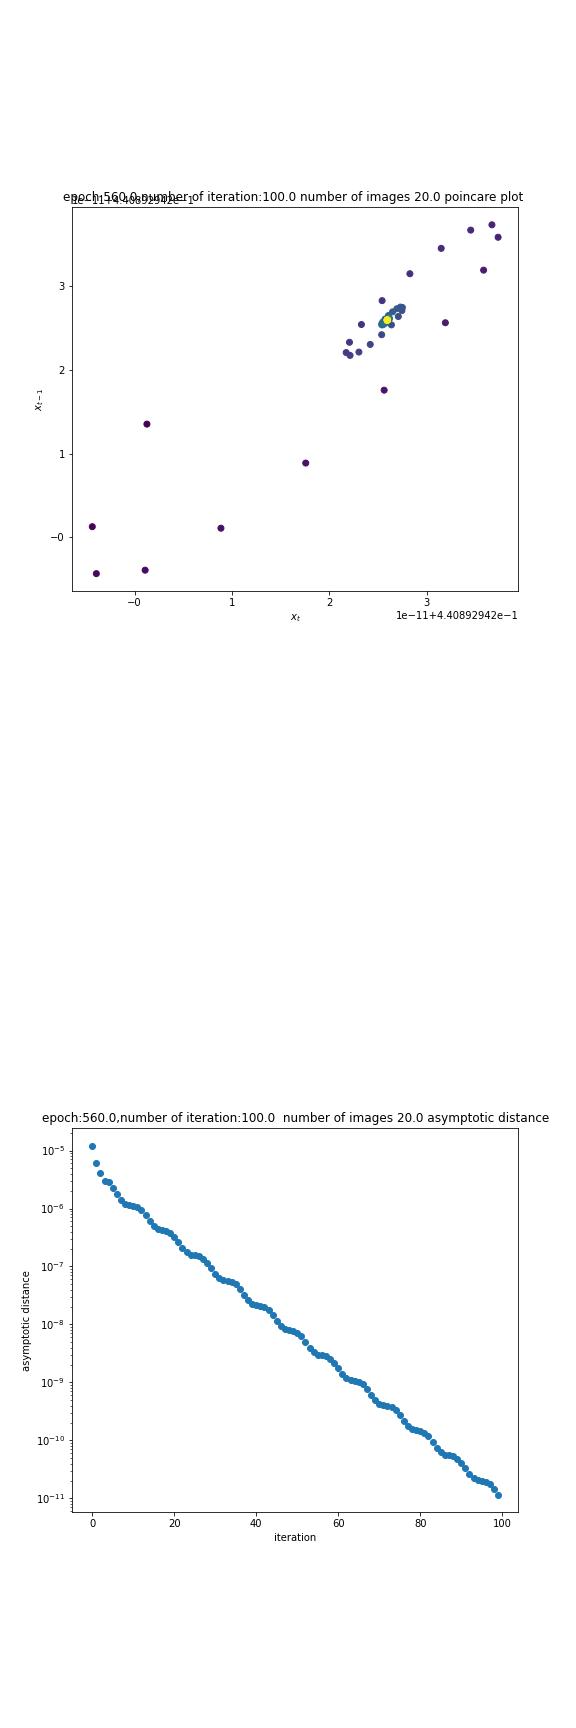 epoch:560.0,number of iteration:100.0 number of images 20.0 poincare plot
1e−11+4.40892942e−1
3
2
1
−0
x_{t−1}
−0 1 2 3
x_t
1e−11+4.40892942e−1
epoch:560.0,number of iteration:100.0 number of images 20.0 asymptotic distance
10^{−5}
10^{−6}
10^{−7}
10^{−8}
10^{−9}
10^{−10}
10^{−11}
asymptotic distance
0 20 40 60 80 100
iteration